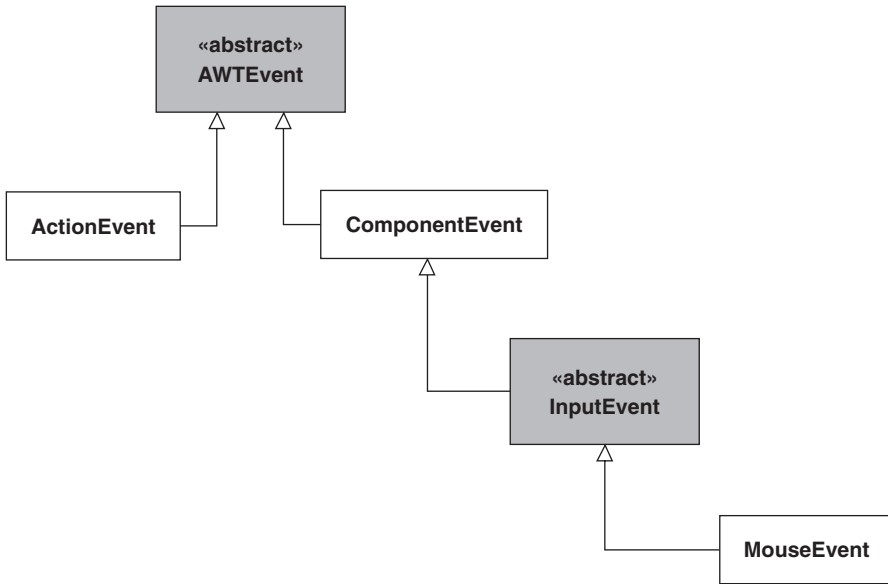 «abstract»
AWTEvent
ActionEvent
ComponentEvent
«abstract»
InputEvent
MouseEvent